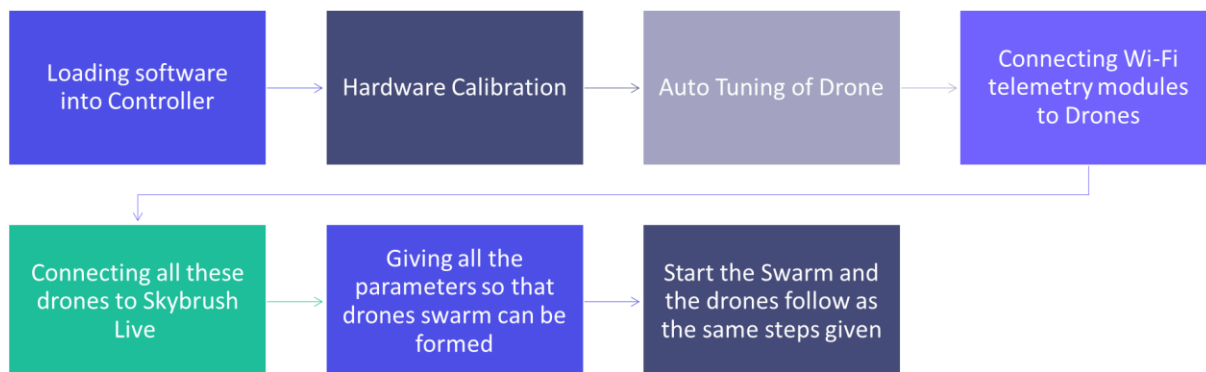 Loading software
into Controller
Hardware Calibration
Auto Tuning of Drone
Connecting Wi-Fi
telemetry modules
to Drones
Connecting all these
drones to Skybrush
Live
Giving all the
parameters so that
drones swarm can be
formed
Start the Swarm and
the drones follow as
the same steps given